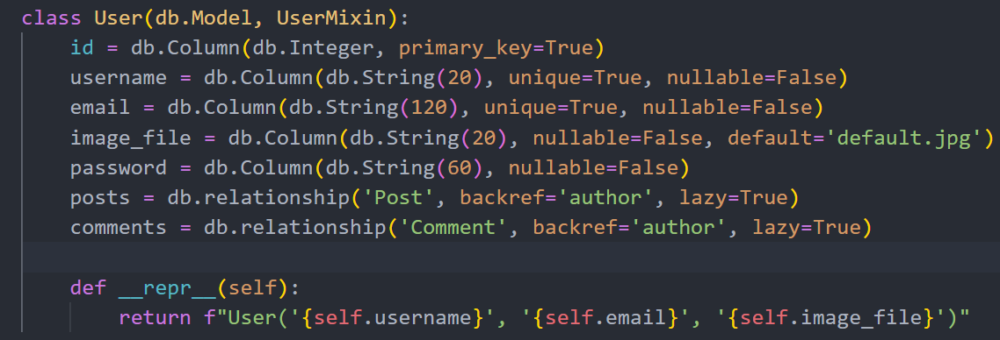 class User(db.Model, UserMixin):
    id = db.Column(db.Integer, primary_key=True)
    username = db.Column(db.String(20), unique=True, nullable=False)
    email = db.Column(db.String(120), unique=True, nullable=False)
    image_file = db.Column(db.String(20), nullable=False, default='default.jpg')
    password = db.Column(db.String(60), nullable=False)
    posts = db.relationship('Post', backref='author', lazy=True)
    comments = db.relationship('Comment', backref='author', lazy=True)

    def __repr__(self):
        return f"User('{self.username}', '{self.email}', '{self.image_file}')"